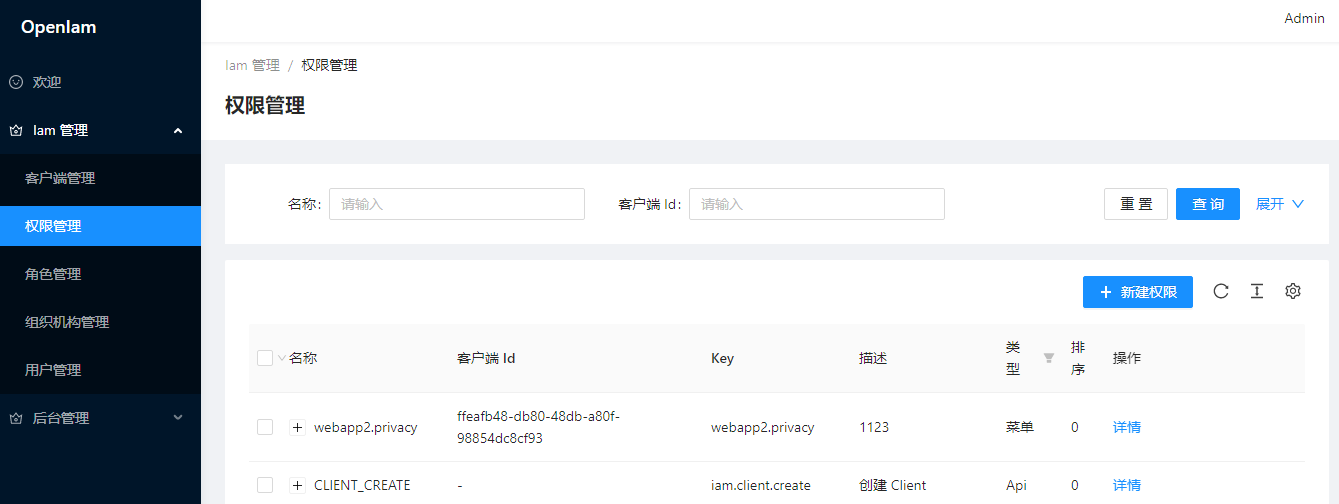 OpenIam
Admin
欢迎
Iam 管理
客户端管理
权限管理
角色管理
组织机构管理
用户管理
后台管理
Iam 管理 / 权限管理
权限管理
名称: 请输入 客户端 Id: 请输入 重 置 查 询 展开
新建权限
名称 客户端 Id Key 描述 类型 排序 操作
webapp2.privacy ffeafb48-db80-48db-a80f-98854dc8cf93 webapp2.privacy 1123 菜单 0 详情
CLIENT_CREATE - iam.client.create 创建 Client Api 0 详情